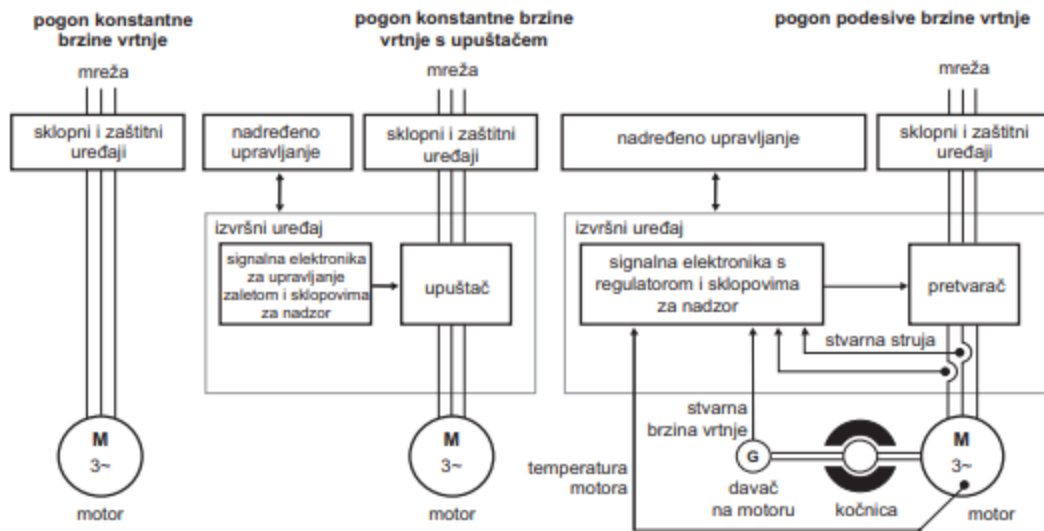 pogon konstantne
brzine vrtnje
mreža
sklopni i zaštitni
uređaji
M
3~
motor
pogon konstantne brzine
vrtnje s upuštačem
mreža
nadređeno
upravljanje
sklopni i zaštitni
uređaji
izvršni uređaj
signalna elektronika
za upravljanje
zaletom i sklopovima
za nadzor
upuštač
M
3~
motor
pogon podesive brzine vrtnje
mreža
nadređeno upravljanje
sklopni i zaštitni
uređaji
izvršni uređaj
signalna elektronika s
regulatorom i sklopovima
za nadzor
pretvarač
stvarna struja
stvarna
brzina vrtnje
temperatura
motora
G
davač
na motoru
kočnica
M
3~
motor